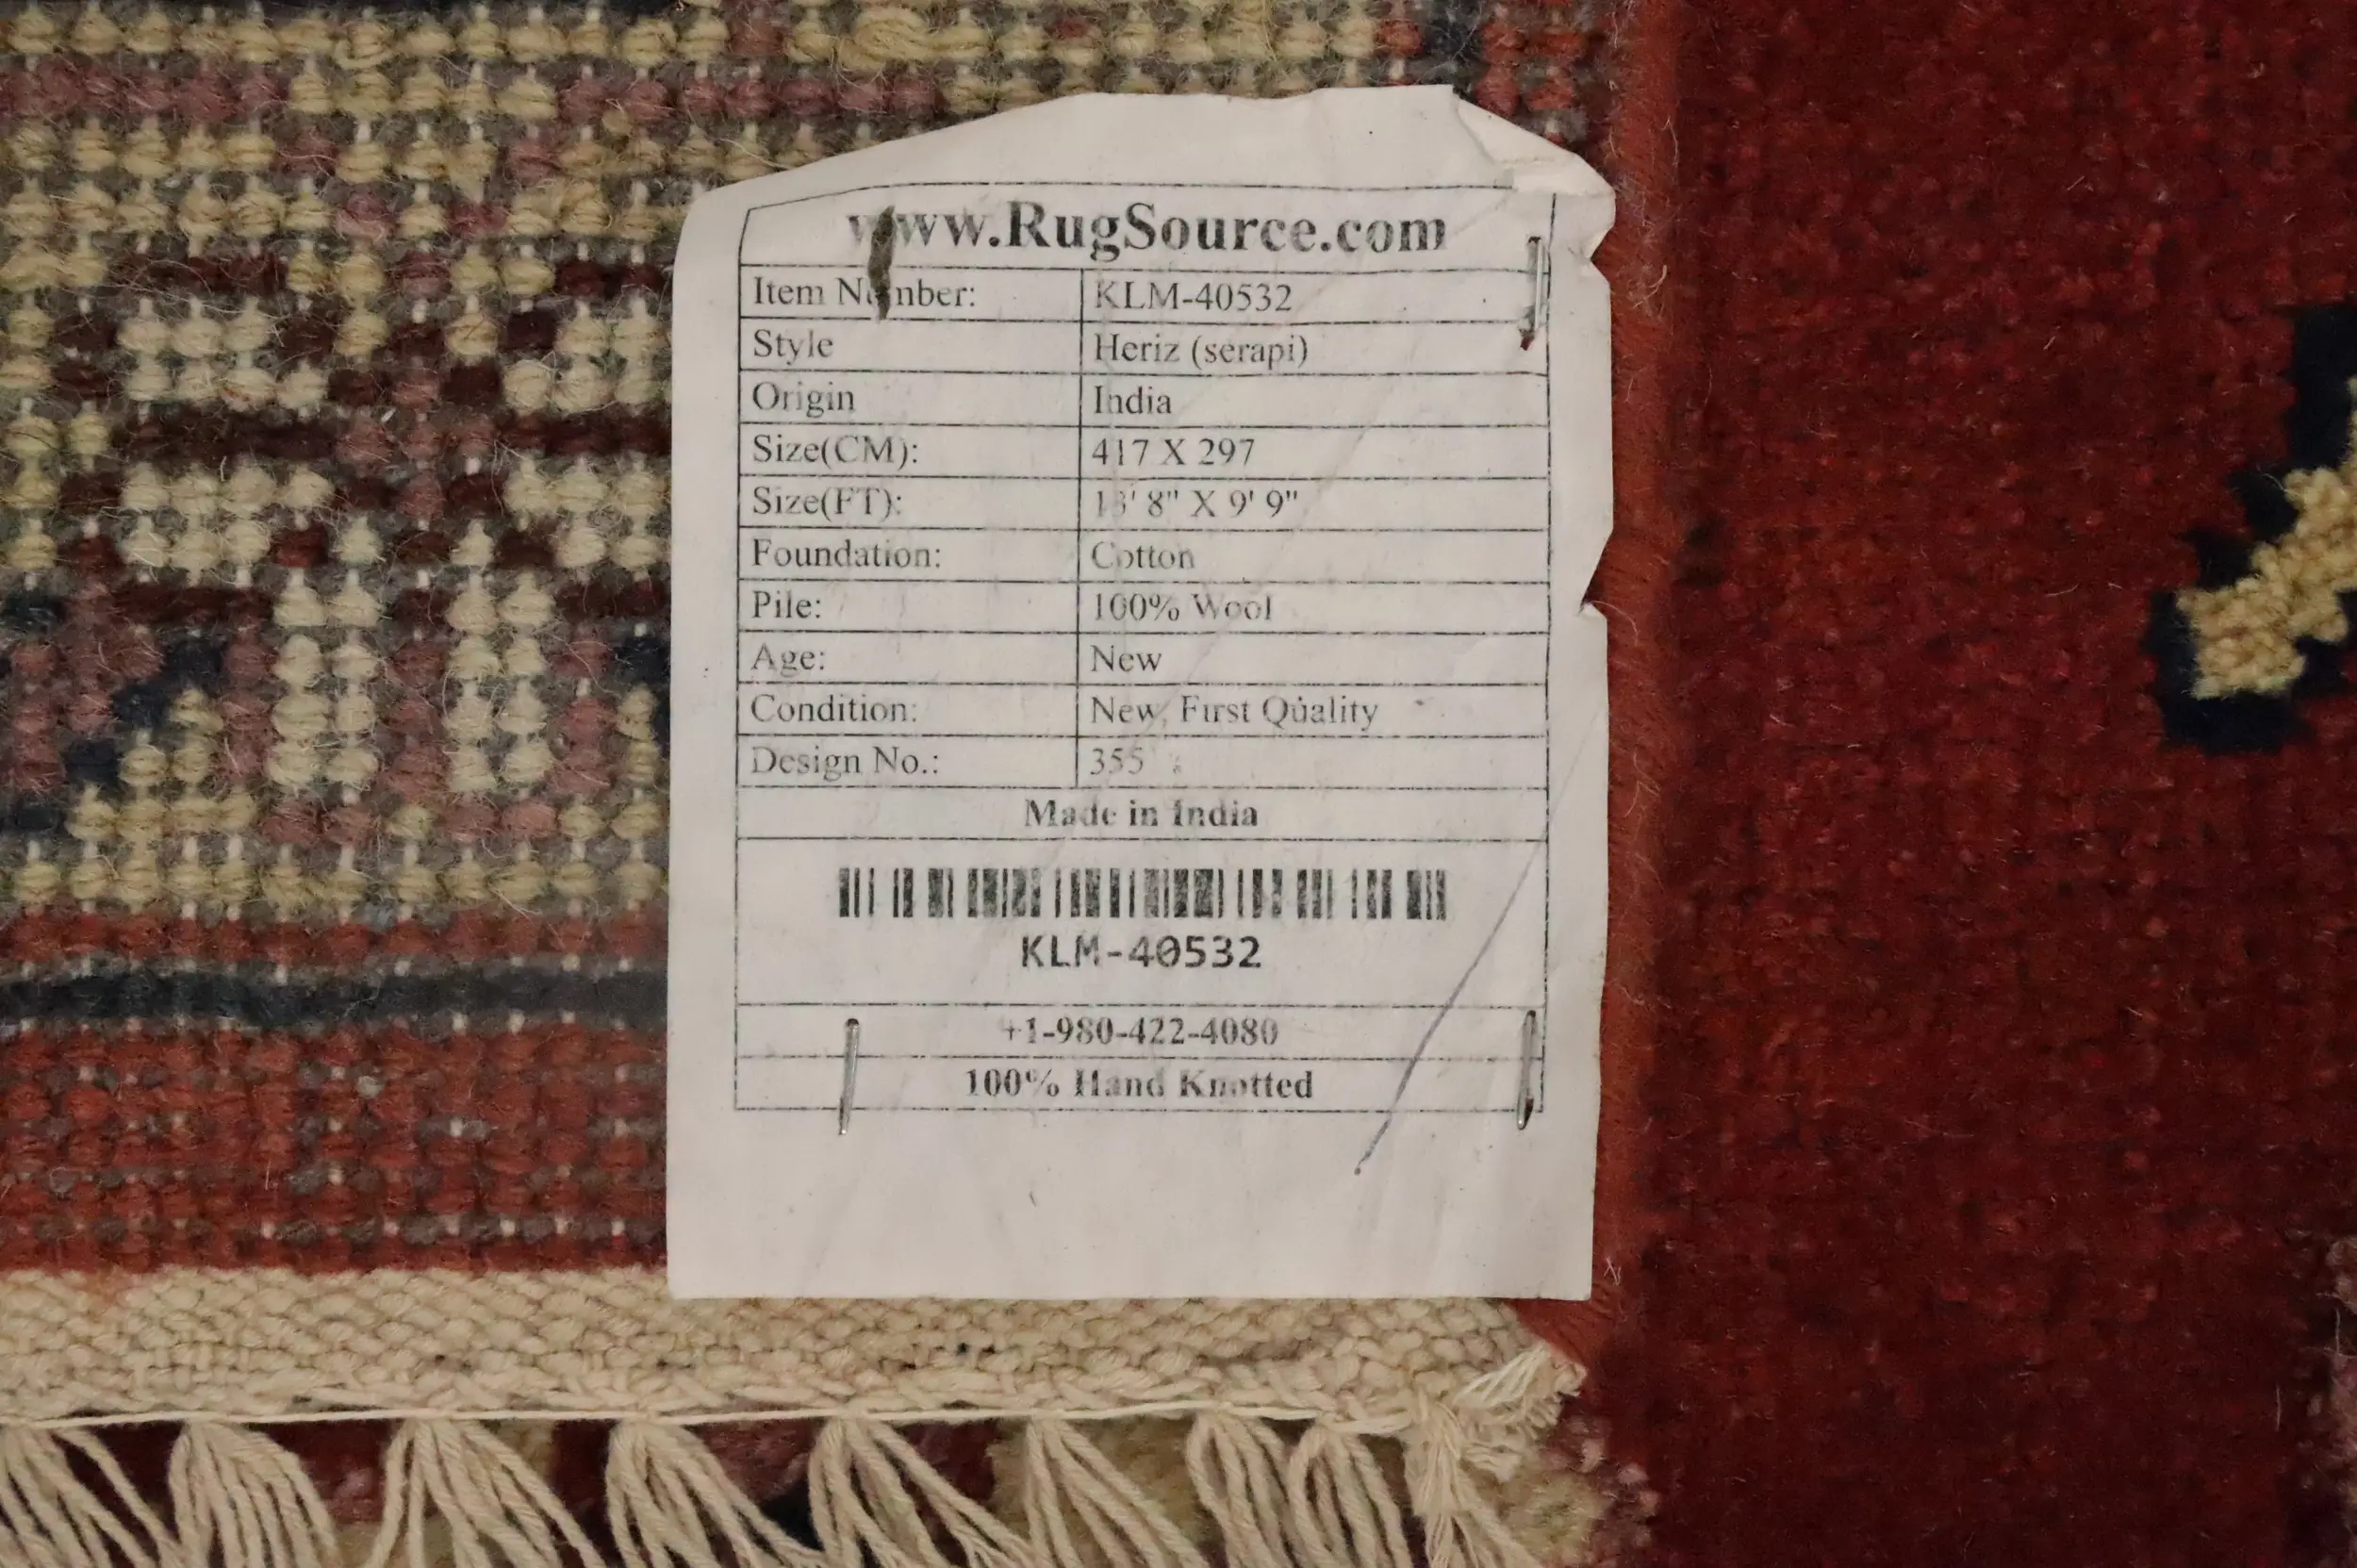 www.RugSource.com
Item Number: KLM-40532
Style Heriz (serapi)
Origin India
Size(CM): 417 X 297
Size(FT): 13' 8" X 9' 9"
Foundation: Cotton
Pile: 100% Wool
Age: New
Condition: New, First Quality
Design No.: 355
Made in India
KLM-40532
+1-980-422-4080
100% Hand Knotted